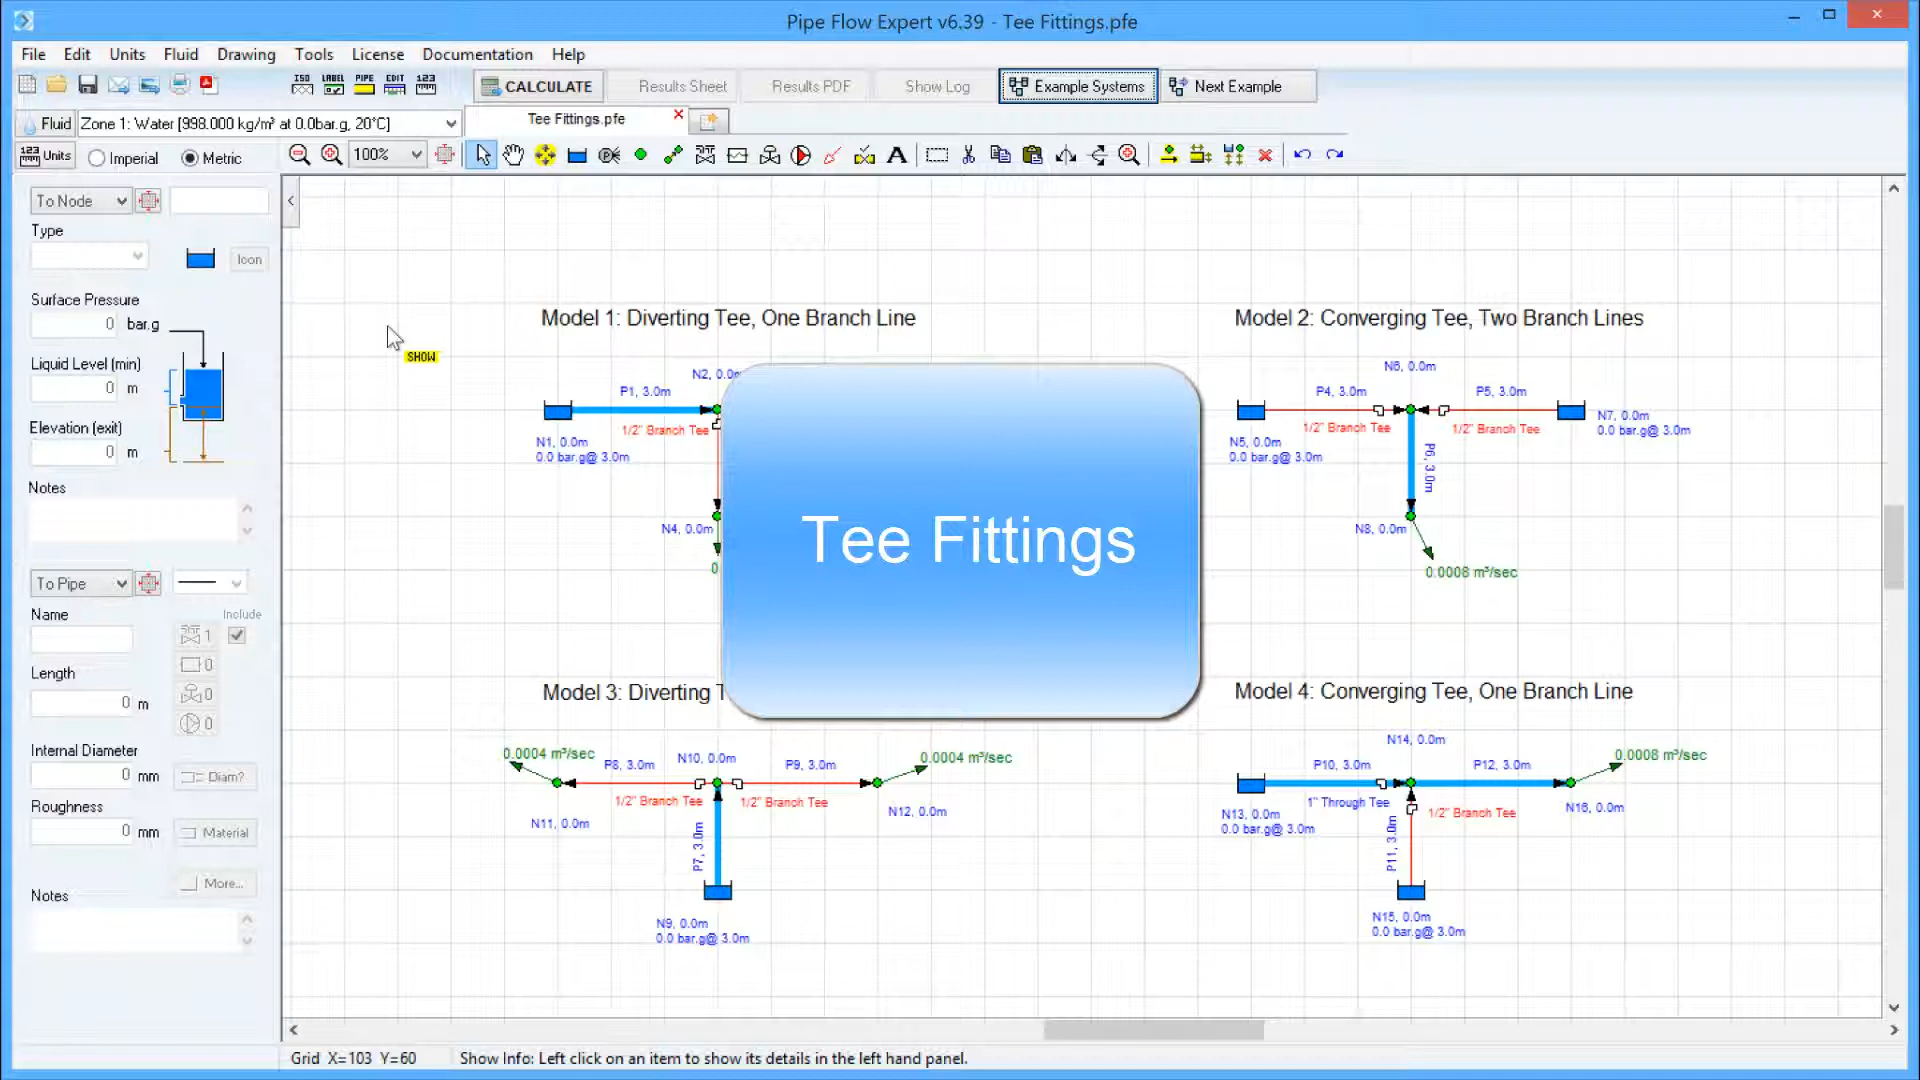 Pipe Flow Expert v6.39 - Tee Fittings.pfe
File Edit Units Fluid Drawing Tools License Documentation Help
ISO LABEL PIPE EDIT 123
CALCULATE Results Sheet Results PDF Show Log Example Systems Next Example
Fluid Zone 1: Water [998.000 kg/m³ at 0.0bar.g, 20°C]
Tee Fittings.pfe
123 Units Imperial Metric 100%
To Node
Type
Icon
Surface Pressure
0 bar.g
Liquid Level (min)
0 m
Elevation (exit)
0 m
Notes
To Pipe
Name Include
1
0
Length
0 m
0
0
Internal Diameter
0 mm Diam?
Roughness
0 mm Material
More...
Notes
SHOW
Model 1: Diverting Tee, One Branch Line
N2, 0.0m
P1, 3.0m
1/2" Branch Tee
N1, 0.0m
0.0 bar.g@ 3.0m
N4, 0.0m
0
Model 2: Converging Tee, Two Branch Lines
N6, 0.0m
P4, 3.0m P5, 3.0m
1/2" Branch Tee 1/2" Branch Tee
N5, 0.0m
0.0 bar.g@ 3.0m
N7, 0.0m
0.0 bar.g@ 3.0m
P6, 3.0m
N8, 0.0m
0.0008 m³/sec
Tee Fittings
Model 3: Diverting T
0.0004 m³/sec
P8, 3.0m N10, 0.0m P9, 3.0m
0.0004 m³/sec
1/2" Branch Tee 1/2" Branch Tee
N11, 0.0m
N12, 0.0m
P7, 3.0m
N9, 0.0m
0.0 bar.g@ 3.0m
Model 4: Converging Tee, One Branch Line
N14, 0.0m
P10, 3.0m P12, 3.0m
0.0008 m³/sec
1" Through Tee 1/2" Branch Tee
N13, 0.0m
0.0 bar.g@ 3.0m
N16, 0.0m
P11, 3.0m
N15, 0.0m
0.0 bar.g@ 3.0m
Grid X=103 Y=60 Show Info: Left click on an item to show its details in the left hand panel.